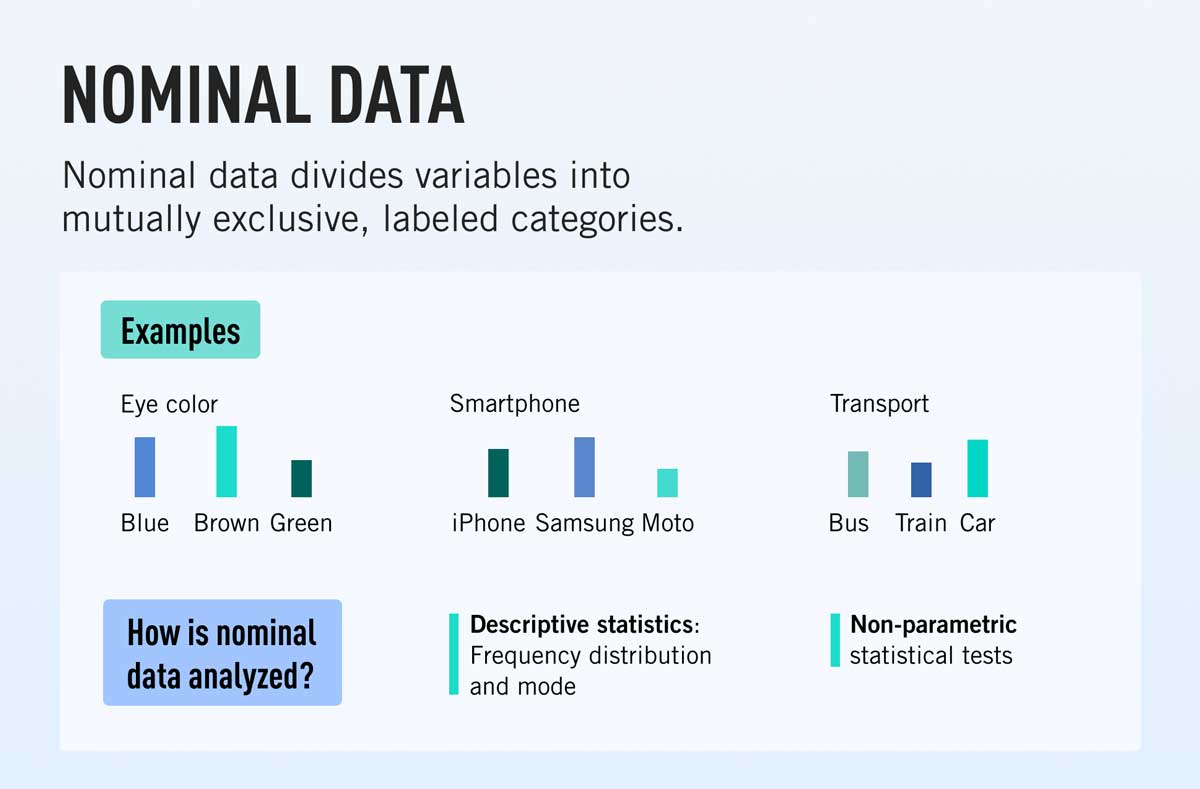 NOMINAL DATA
Nominal data divides variables into
mutually exclusive, labeled categories.
Examples
Eye color
Blue Brown Green
Smartphone
iPhone Samsung Moto
Transport
Bus Train Car
How is nominal
data analyzed?
Descriptive statistics:
Frequency distribution
and mode
Non-parametric
statistical tests